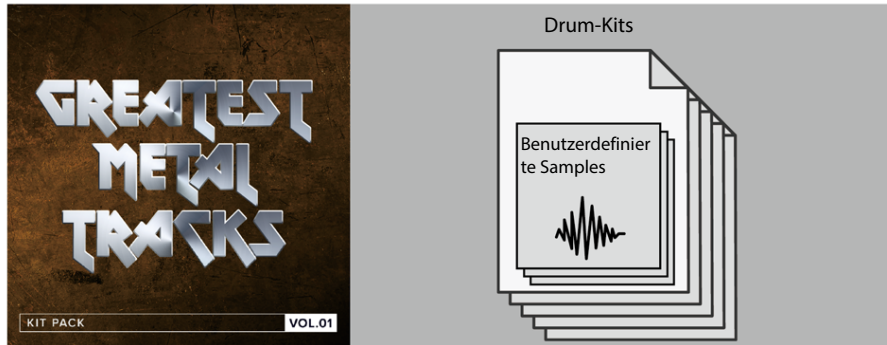 GREATEST
METAL
TRACKS
KIT PACK
VOL.01
Drum-Kits
Benutzerdefinier
te Samples